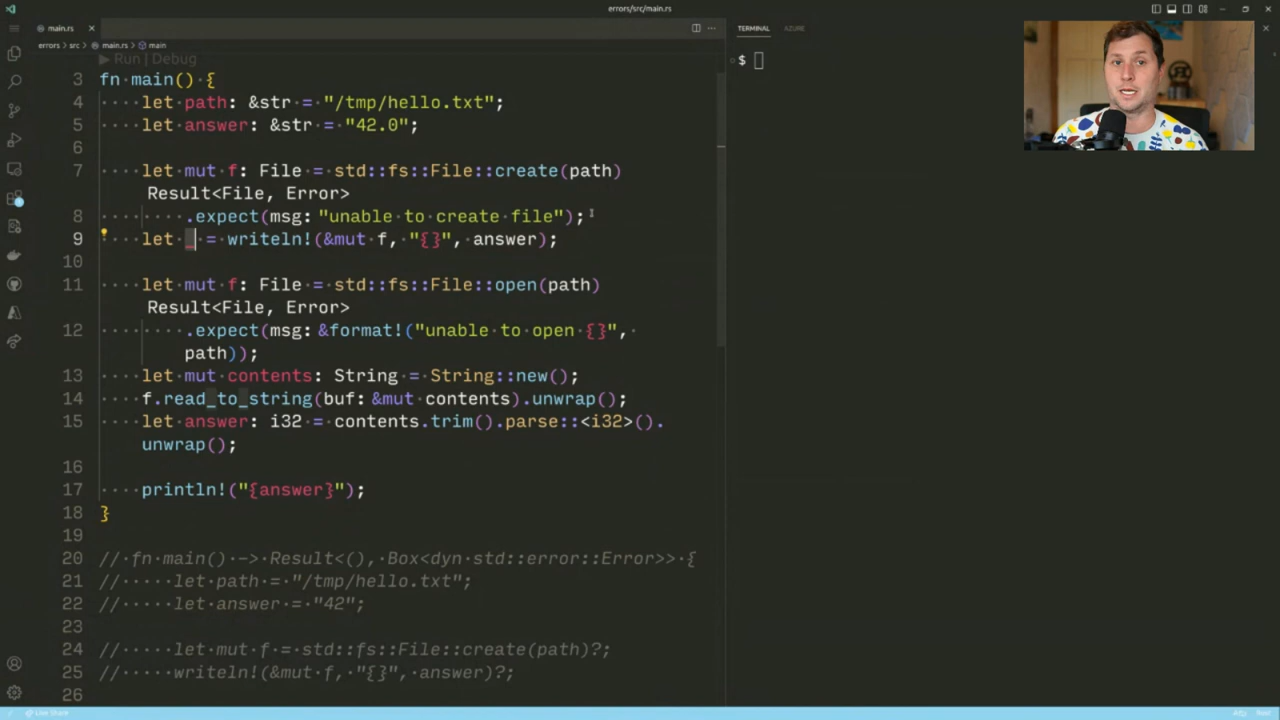 errors/src/main.rs
main.rs
TERMINAL AZURE
errors > src > main.rs > main
Run | Debug
$
3 fn main() {
4 ····let·path: &str = "/tmp/hello.txt";
5 ····let·answer: &str = "42.0";
6
7 ····let·mut·f: File = std::fs::File::create(path)
Result<File, Error>
8 ········.expect(msg: "unable·to·create·file");
9 ····let·_·=·writeln!(&mut·f,·"{}",·answer);
10
11 ····let·mut·f: File = std::fs::File::open(path)
Result<File, Error>
12 ········.expect(msg: &format!("unable·to·open·{}",·
path));
13 ····let·mut·contents: String = String::new();
14 ····f.read_to_string(buf: &mut·contents).unwrap();
15 ····let·answer: i32 = contents.trim().parse::<i32>().
unwrap();
16
17 ····println!("{answer}");
18 }
19
20 //·fn·main()·->·Result<(),·Box<dyn·std::error::Error>>·{
21 //·····let·path·=·"/tmp/hello.txt";
22 //·····let·answer·=·"42";
23
24 //·····let·mut·f·=·std::fs::File::create(path)?;
25 //·····writeln!(&mut·f,·"{}",·answer)?;
26
Live Share
Rust